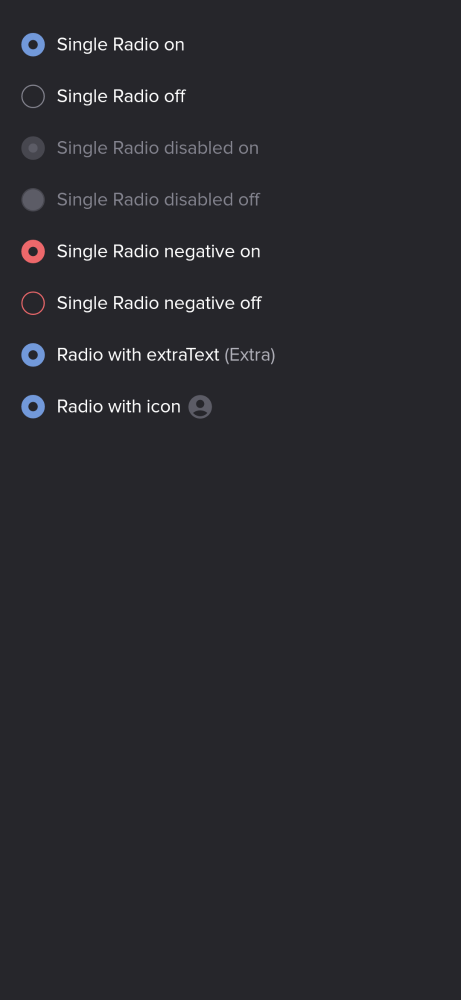 Single Radio on
Single Radio off
Single Radio disabled on
Single Radio disabled off
Single Radio negative on
Single Radio negative off
Radio with extraText (Extra)
Radio with icon